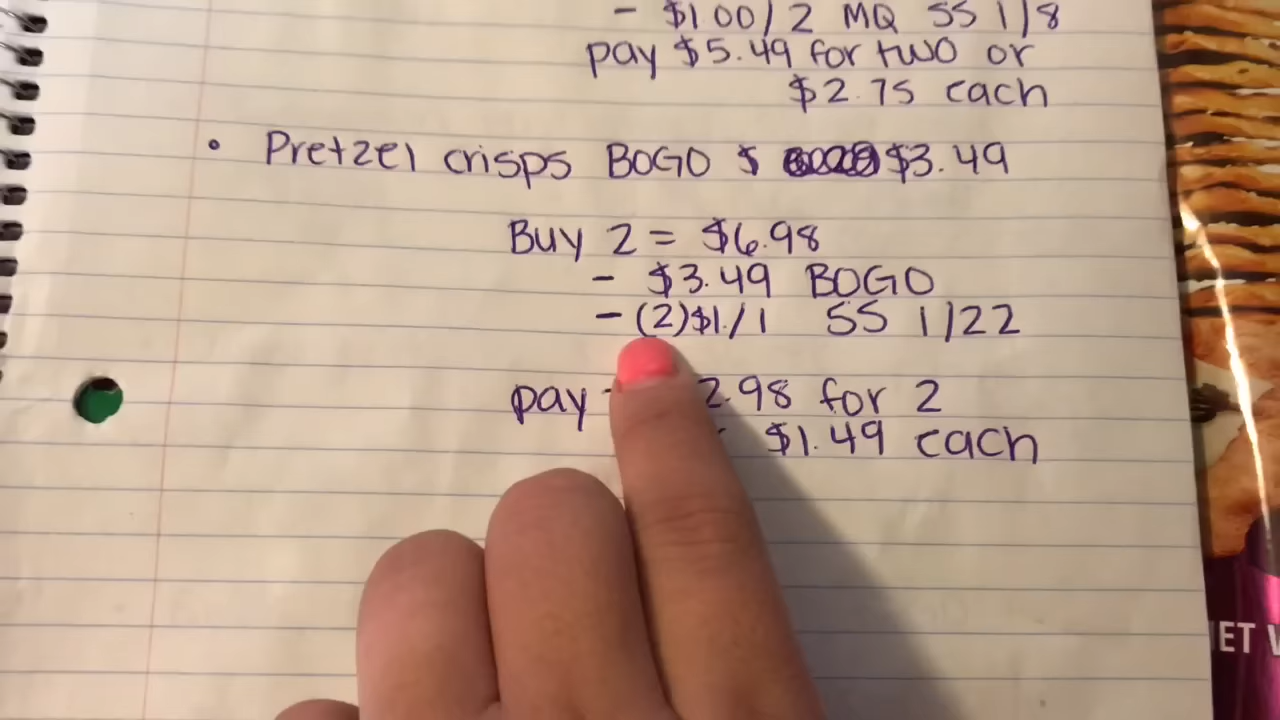 - $1.00/2 MQ SS 1/8
pay $5.49 for two or
$2.75 each
• Pretzel crisps BOGO $ $3.49
Buy 2 = $6.98
- $3.49 BOGO
- (2)$1./1 SS 1/22
pay 2.98 for 2
$1.49 each